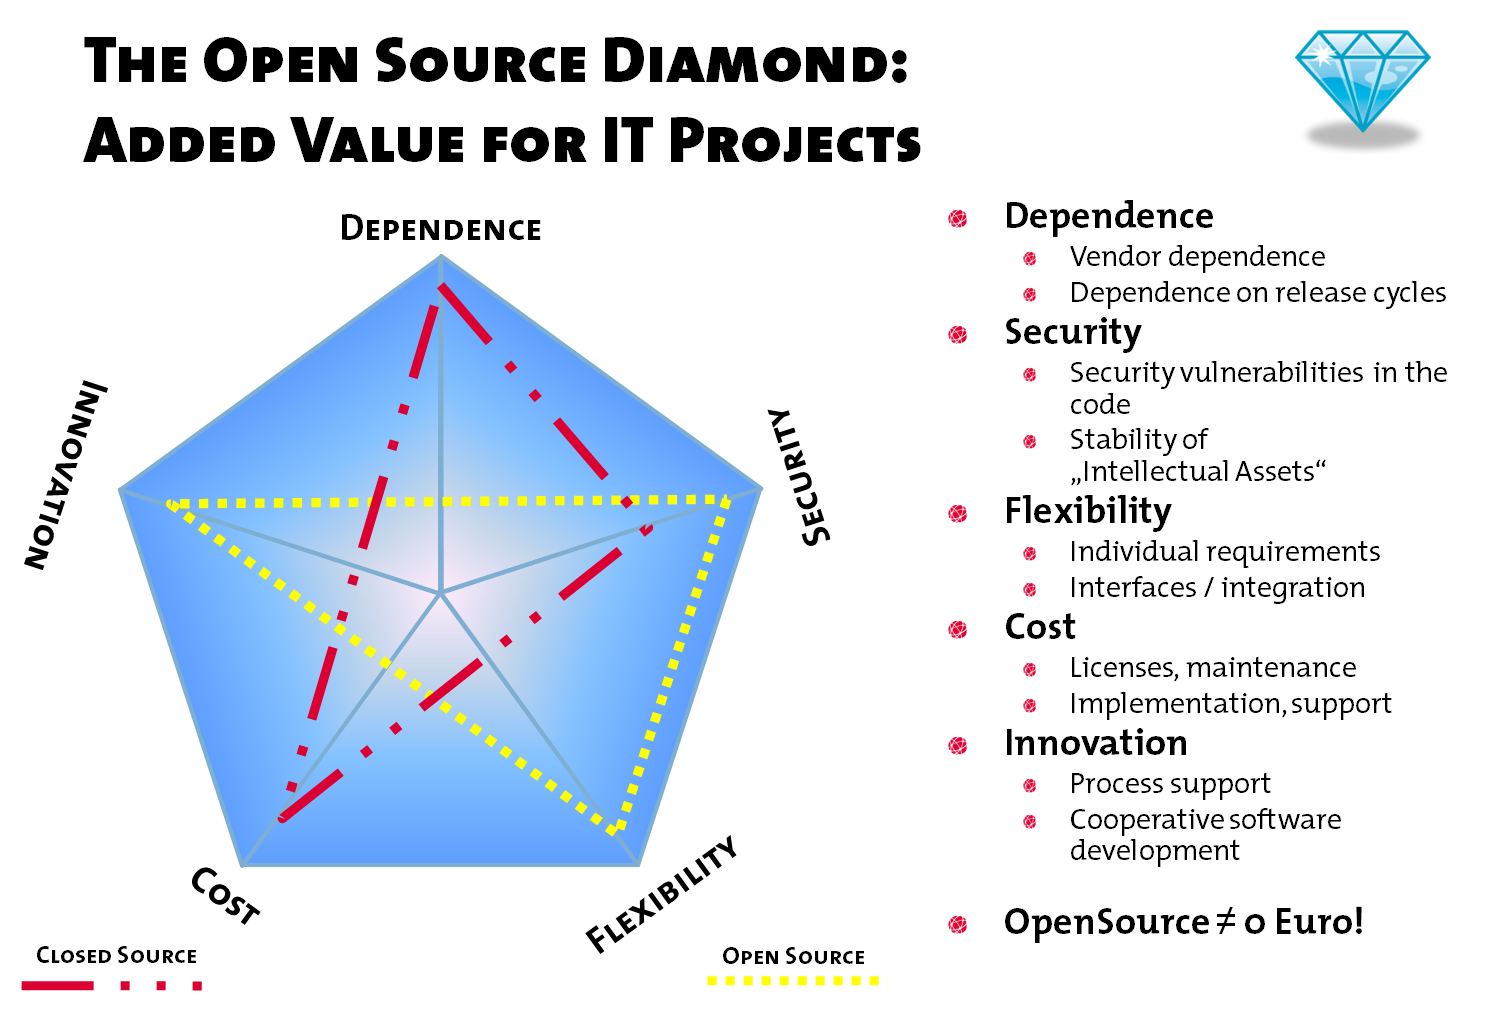 The Open Source Diamond:
Added Value for IT Projects
Dependence
Innovation
Security
Cost
Flexibility
Closed Source
Open Source
Dependence
Vendor dependence
Dependence on release cycles
Security
Security vulnerabilities in the
code
Stability of
„Intellectual Assets“
Flexibility
Individual requirements
Interfaces / integration
Cost
Licenses, maintenance
Implementation, support
Innovation
Process support
Cooperative software
development
OpenSource ≠ 0 Euro!